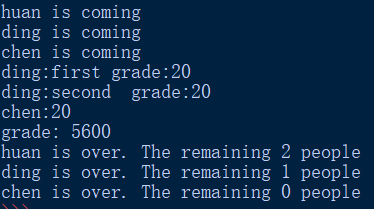 huan is coming
ding is coming
chen is coming
ding:first grade:20
ding:second  grade:20
chen:20
grade: 5600
huan is over. The remaining 2 people
ding is over. The remaining 1 people
chen is over. The remaining 0 people
>>>